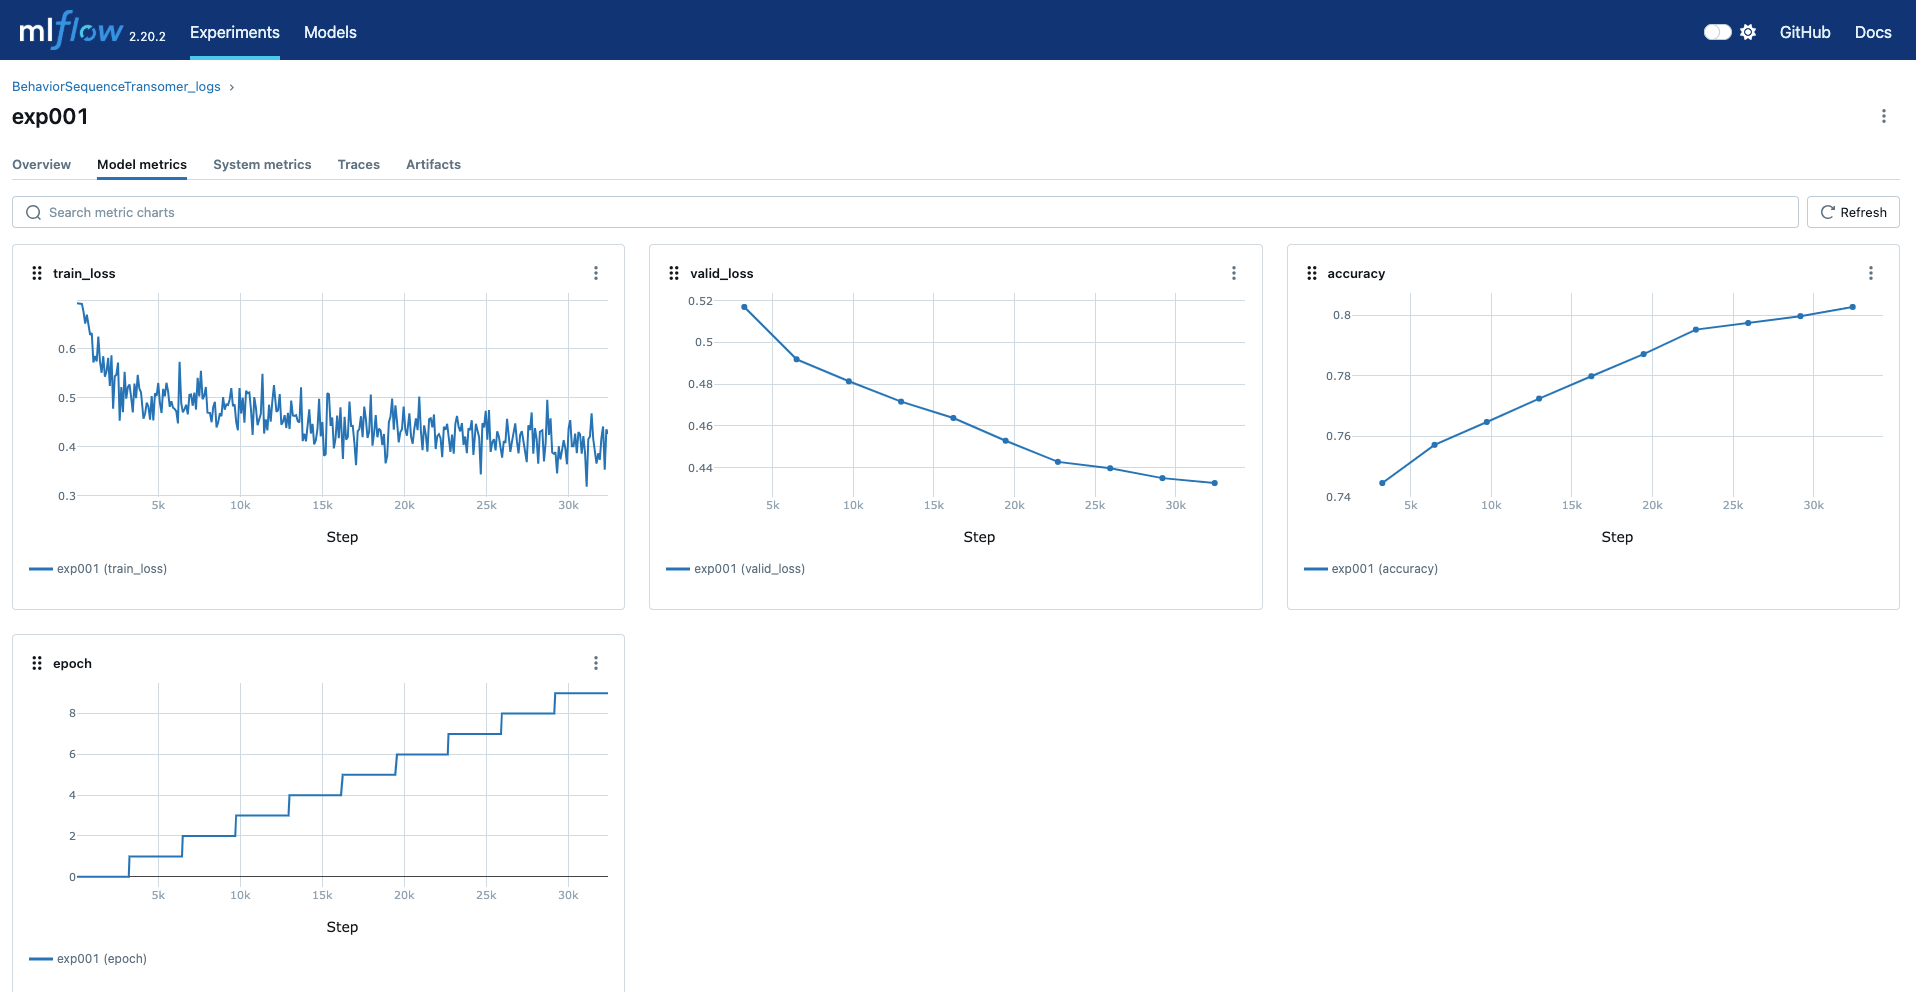 mlflow 2.20.2 Experiments Models GitHub Docs
BehaviorSequenceTransomer_logs ›
exp001
Overview Model metrics System metrics Traces Artifacts
Search metric charts Refresh
train_loss
0.6
0.5
0.4
0.3
5k 10k 15k 20k 25k 30k
Step
exp001 (train_loss)
valid_loss
0.52
0.5
0.48
0.46
0.44
5k 10k 15k 20k 25k 30k
Step
exp001 (valid_loss)
accuracy
0.8
0.78
0.76
0.74
5k 10k 15k 20k 25k 30k
Step
exp001 (accuracy)
epoch
8
6
4
2
0
5k 10k 15k 20k 25k 30k
Step
exp001 (epoch)